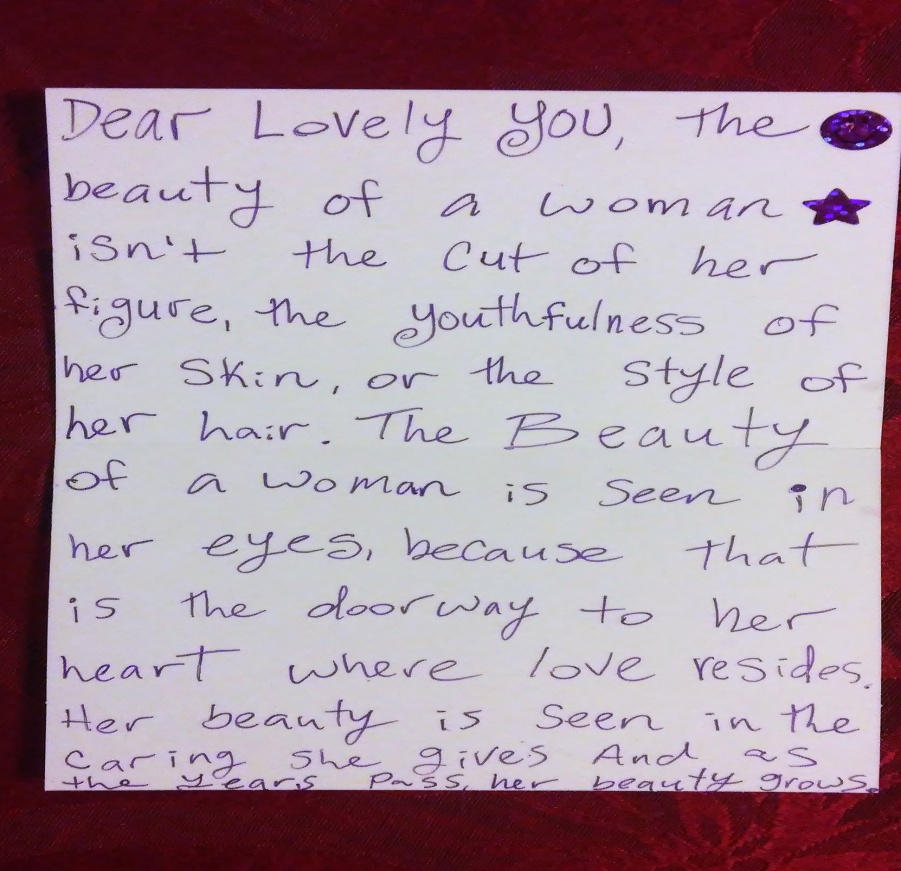 Dear Lovely YOU, the
beauty of a woman
isn't the cut of her
figure, the youthfulness of
her skin, or the style of
her hair. The Beauty
of a woman is seen in
her eyes, because that
is the doorway to her
heart where love resides.
Her beauty is seen in the
caring she gives And as
the years pass, her beauty grows.